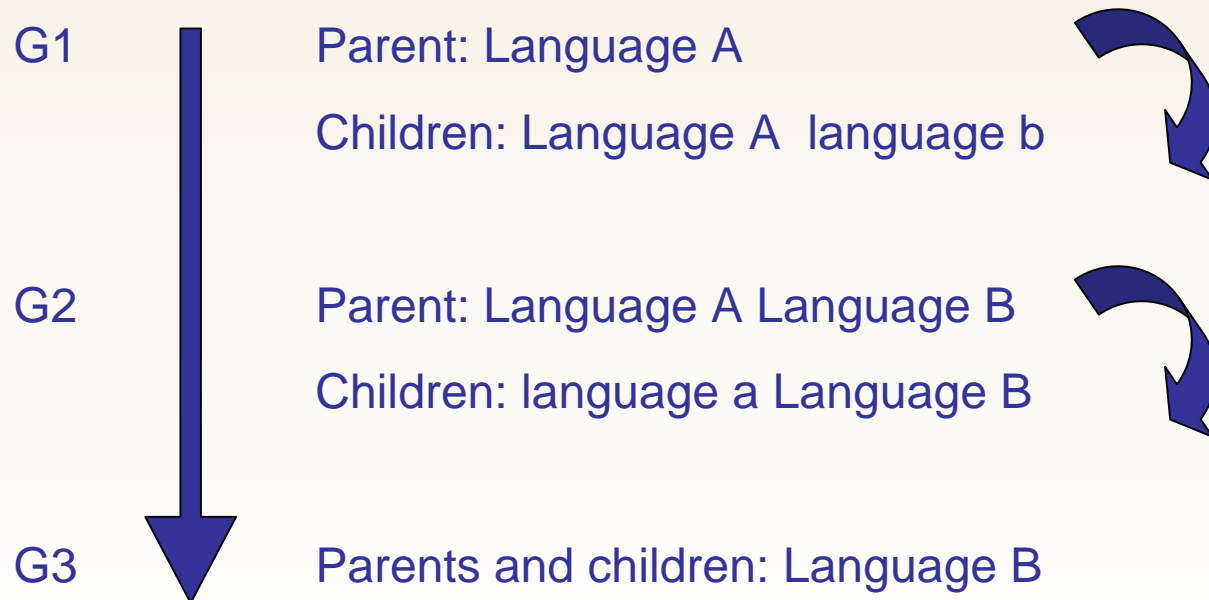 G1 Parent: Language A
Children: Language A language b
G2 Parent: Language A Language B
Children: language a Language B
G3 Parents and children: Language B